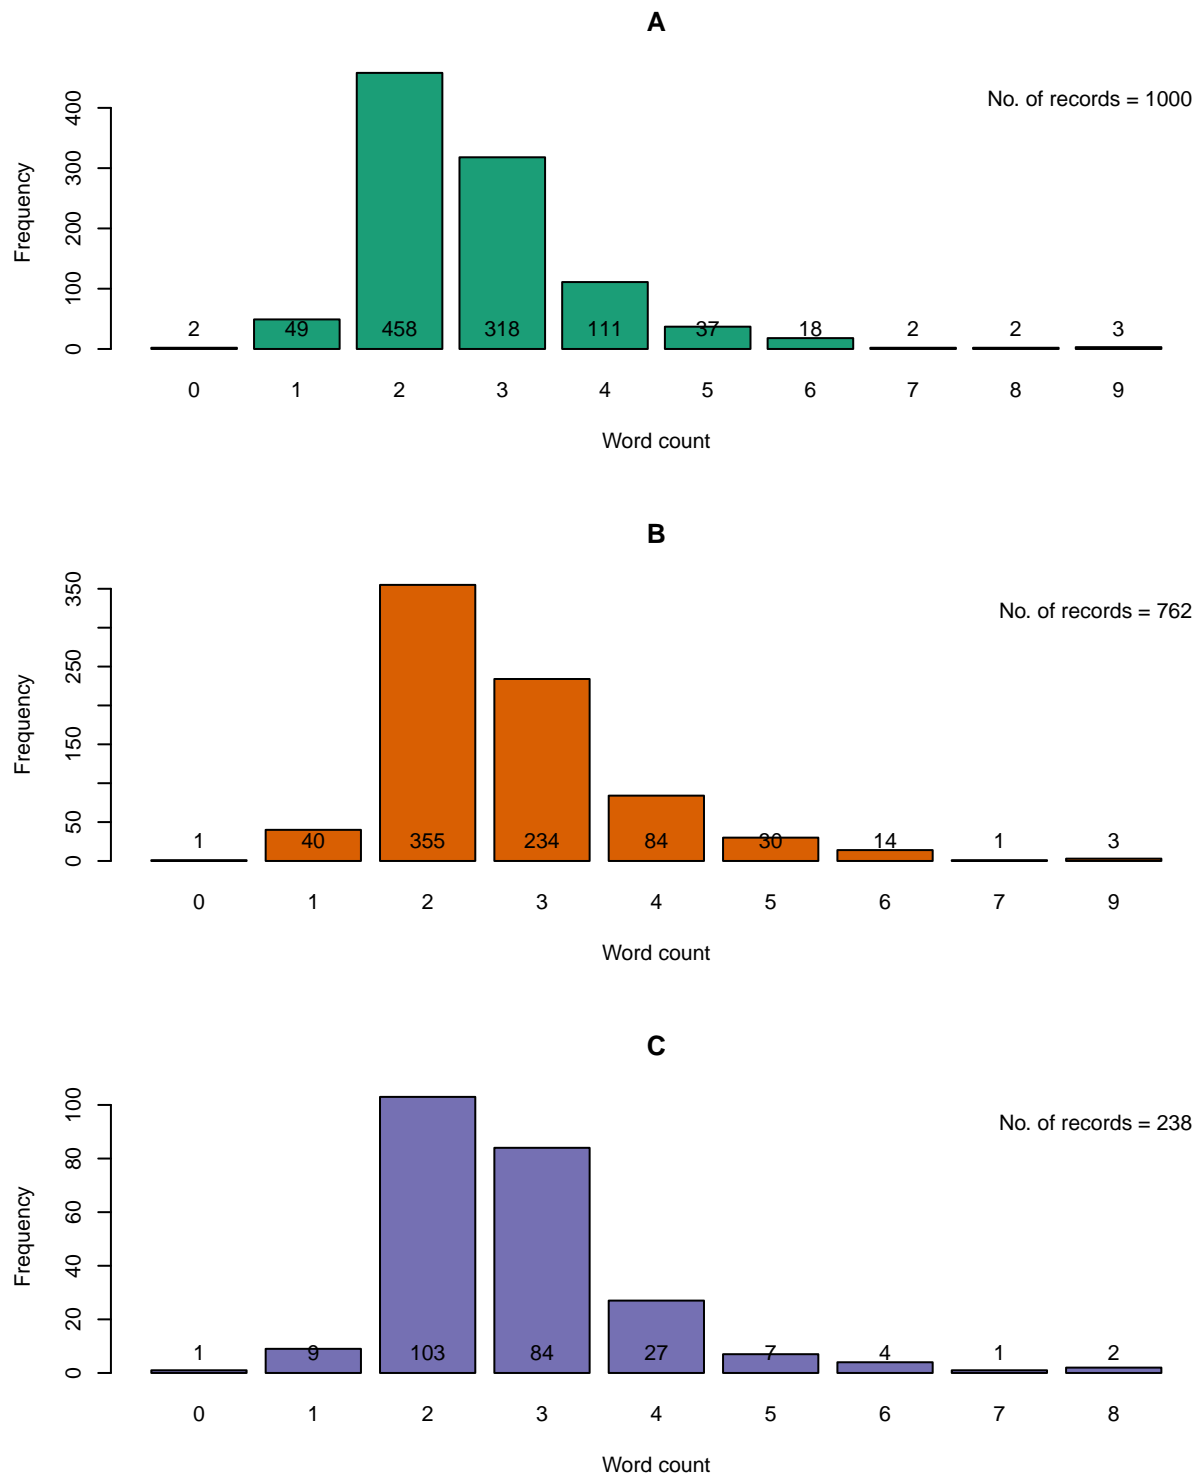 A
No. of records = 1000
Frequency
400
300
200
100
0
2 49 458 318 111 37 18 2 2 3
0 1 2 3 4 5 6 7 8 9
Word count
B
No. of records = 762
Frequency
350
250
150
50
0
1 40 355 234 84 30 14 1 3
0 1 2 3 4 5 6 7 9
Word count
C
No. of records = 238
Frequency
100
80
60
40
20
0
1 9 103 84 27 7 4 1 2
0 1 2 3 4 5 6 7 8
Word count